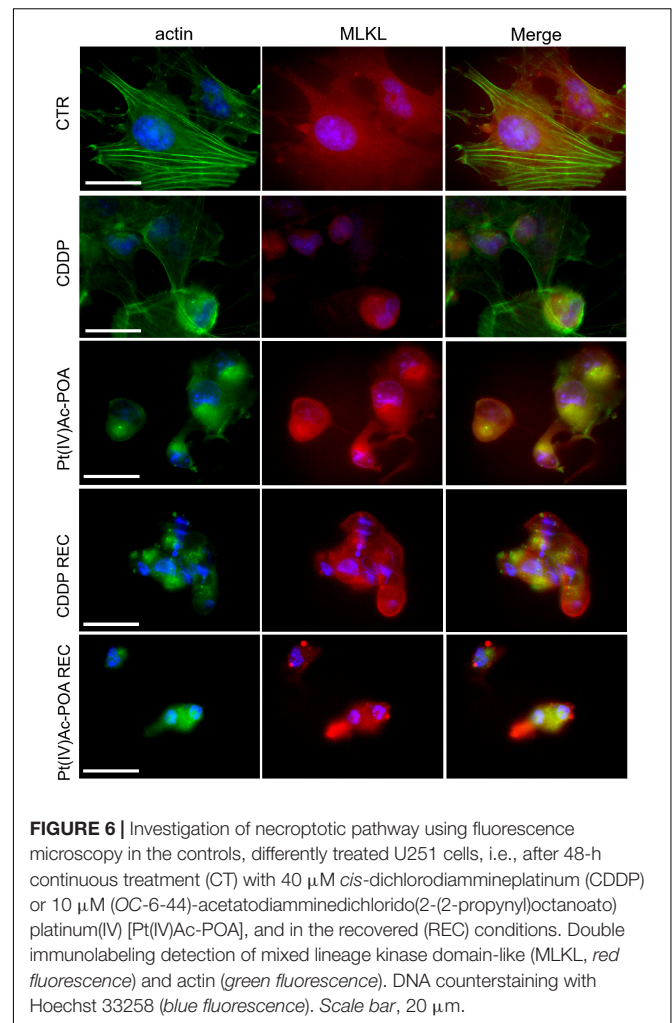 actin
MLKL
Merge
CTR
CDDP
Pt(IV)Ac-POA
CDDP REC
Pt(IV)Ac-POA REC
FIGURE 6 | Investigation of necroptotic pathway using fluorescence
microscopy in the controls, differently treated U251 cells, i.e., after 48-h
continuous treatment (CT) with 40 μM cis-dichlorodiammineplatinum (CDDP)
or 10 μM (OC-6-44)-acetatodiamminedichlorido(2-(2-propynyl)octanoato)
platinum(IV) [Pt(IV)Ac-POA], and in the recovered (REC) conditions. Double
immunolabeling detection of mixed lineage kinase domain-like (MLKL, red
fluorescence) and actin (green fluorescence). DNA counterstaining with
Hoechst 33258 (blue fluorescence). Scale bar, 20 μm.